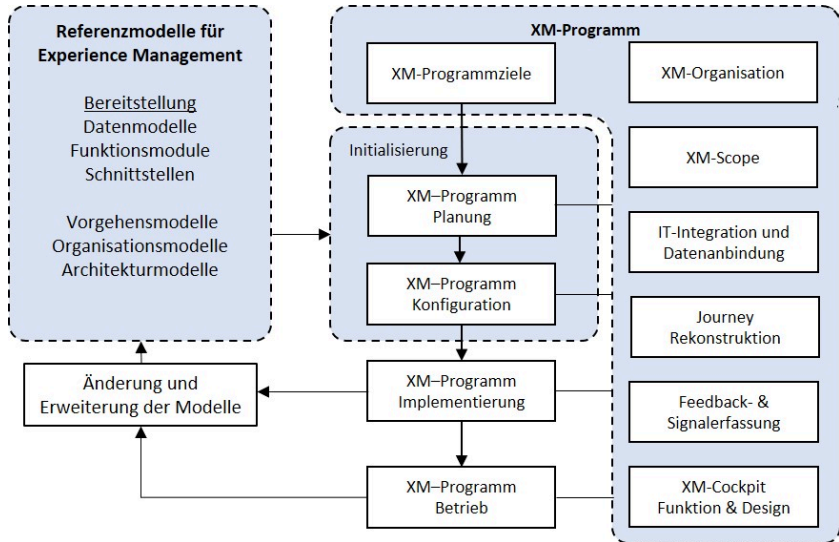 Referenzmodelle für
Experience Management
Bereitstellung
Datenmodelle
Funktionsmodule
Schnittstellen
Vorgehensmodelle
Organisationsmodelle
Architekturmodelle
Änderung und
Erweiterung der Modelle
XM-Programm
XM-Programmziele
Initialisierung
XM–Programm
Planung
XM–Programm
Konfiguration
XM–Programm
Implementierung
XM–Programm
Betrieb
XM-Organisation
XM-Scope
IT-Integration und
Datenanbindung
Journey
Rekonstruktion
Feedback- &
Signalerfassung
XM-Cockpit
Funktion & Design